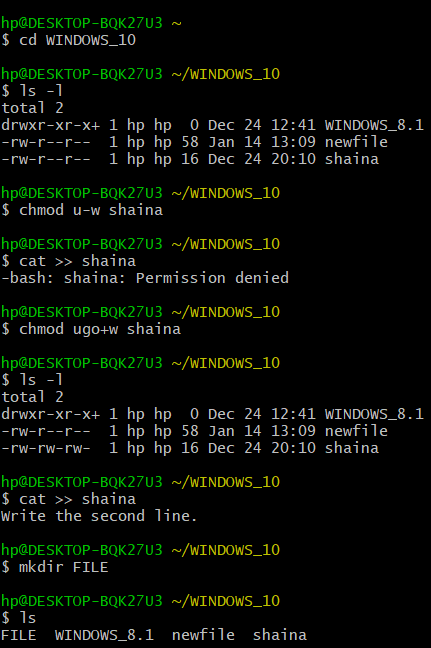 hp@DESKTOP-BQK27U3 ~
$ cd WINDOWS_10
hp@DESKTOP-BQK27U3 ~/WINDOWS_10
$ ls -l
total 2
drwxr-xr-x+ 1 hp hp  0 Dec 24 12:41 WINDOWS_8.1
-rw-r--r--  1 hp hp 58 Jan 14 13:09 newfile
-rw-r--r--  1 hp hp 16 Dec 24 20:10 shaina
hp@DESKTOP-BQK27U3 ~/WINDOWS_10
$ chmod u-w shaina
hp@DESKTOP-BQK27U3 ~/WINDOWS_10
$ cat >> shaina
-bash: shaina: Permission denied
hp@DESKTOP-BQK27U3 ~/WINDOWS_10
$ chmod ugo+w shaina
hp@DESKTOP-BQK27U3 ~/WINDOWS_10
$ ls -l
total 2
drwxr-xr-x+ 1 hp hp  0 Dec 24 12:41 WINDOWS_8.1
-rw-r--r--  1 hp hp 58 Jan 14 13:09 newfile
-rw-rw-rw-  1 hp hp 16 Dec 24 20:10 shaina
hp@DESKTOP-BQK27U3 ~/WINDOWS_10
$ cat >> shaina
Write the second line.
hp@DESKTOP-BQK27U3 ~/WINDOWS_10
$ mkdir FILE
hp@DESKTOP-BQK27U3 ~/WINDOWS_10
$ ls
FILE  WINDOWS_8.1  newfile  shaina